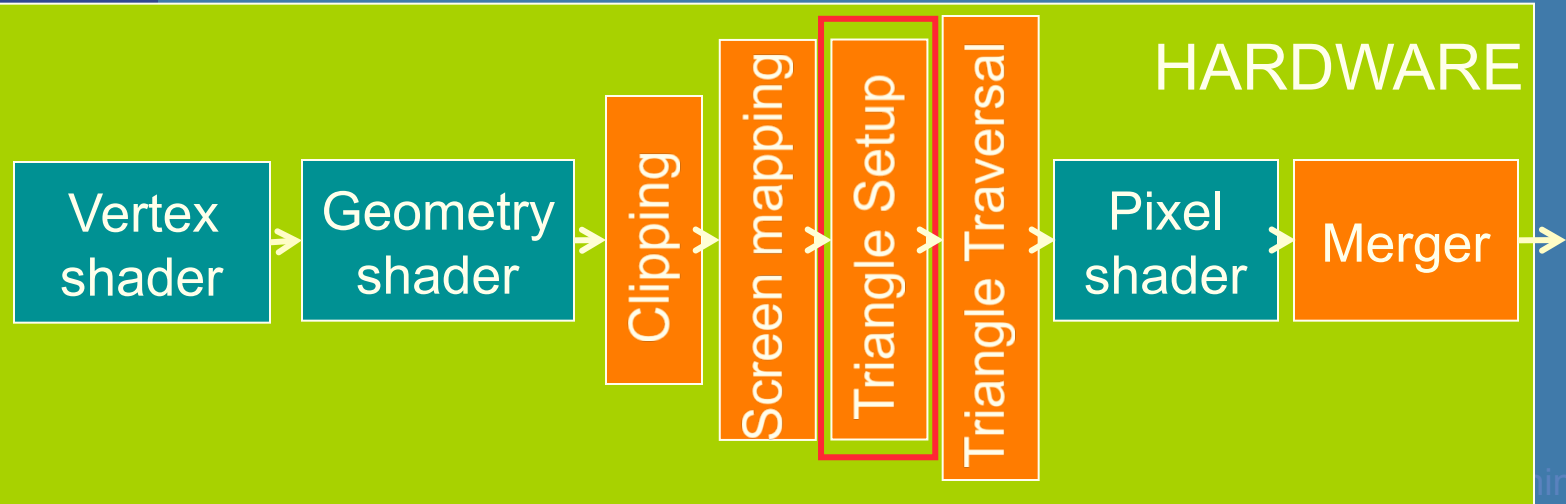 HARDWARE
Vertex
shader
Geometry
shader
Clipping
Screen mapping
Triangle Setup
Triangle Traversal
Pixel
shader
Merger